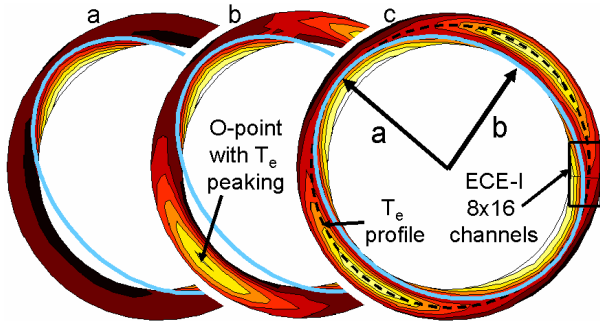 a
b
c
O-point
with Te
peaking
a
b
Te
profile
ECE-I
8x16
channels